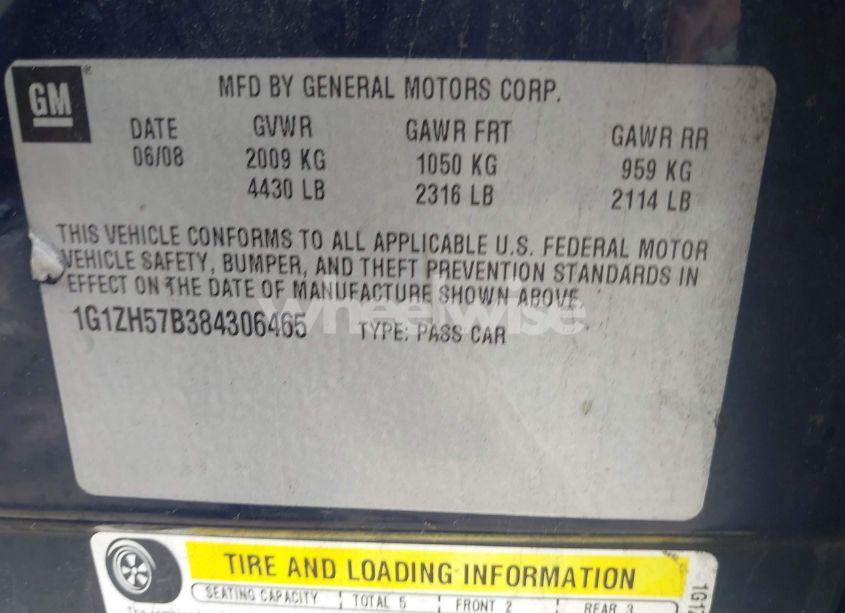 GM
MFD BY GENERAL MOTORS CORP.
DATE GVWR GAWR FRT GAWR RR
06/08 2009 KG 1050 KG 959 KG
4430 LB 2316 LB 2114 LB
THIS VEHICLE CONFORMS TO ALL APPLICABLE U.S. FEDERAL MOTOR
VEHICLE SAFETY, BUMPER, AND THEFT PREVENTION STANDARDS IN
EFFECT ON THE DATE OF MANUFACTURE SHOWN ABOVE
wheelwise
1G1ZH57B384306465 TYPE: PASS CAR
TIRE AND LOADING INFORMATION
SEATING CAPACITY TOTAL 5 FRONT 2 REAR 3